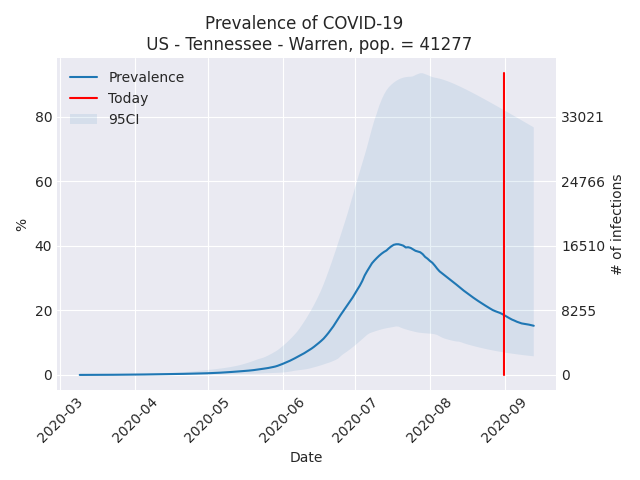 Prevalence of COVID-19
US - Tennessee - Warren, pop. = 41277
Prevalence
Today
95CI
%
80
60
40
20
0
33021
24766
16510
8255
0
# of infections
2020-03
2020-04
2020-05
2020-06
2020-07
2020-08
2020-09
Date